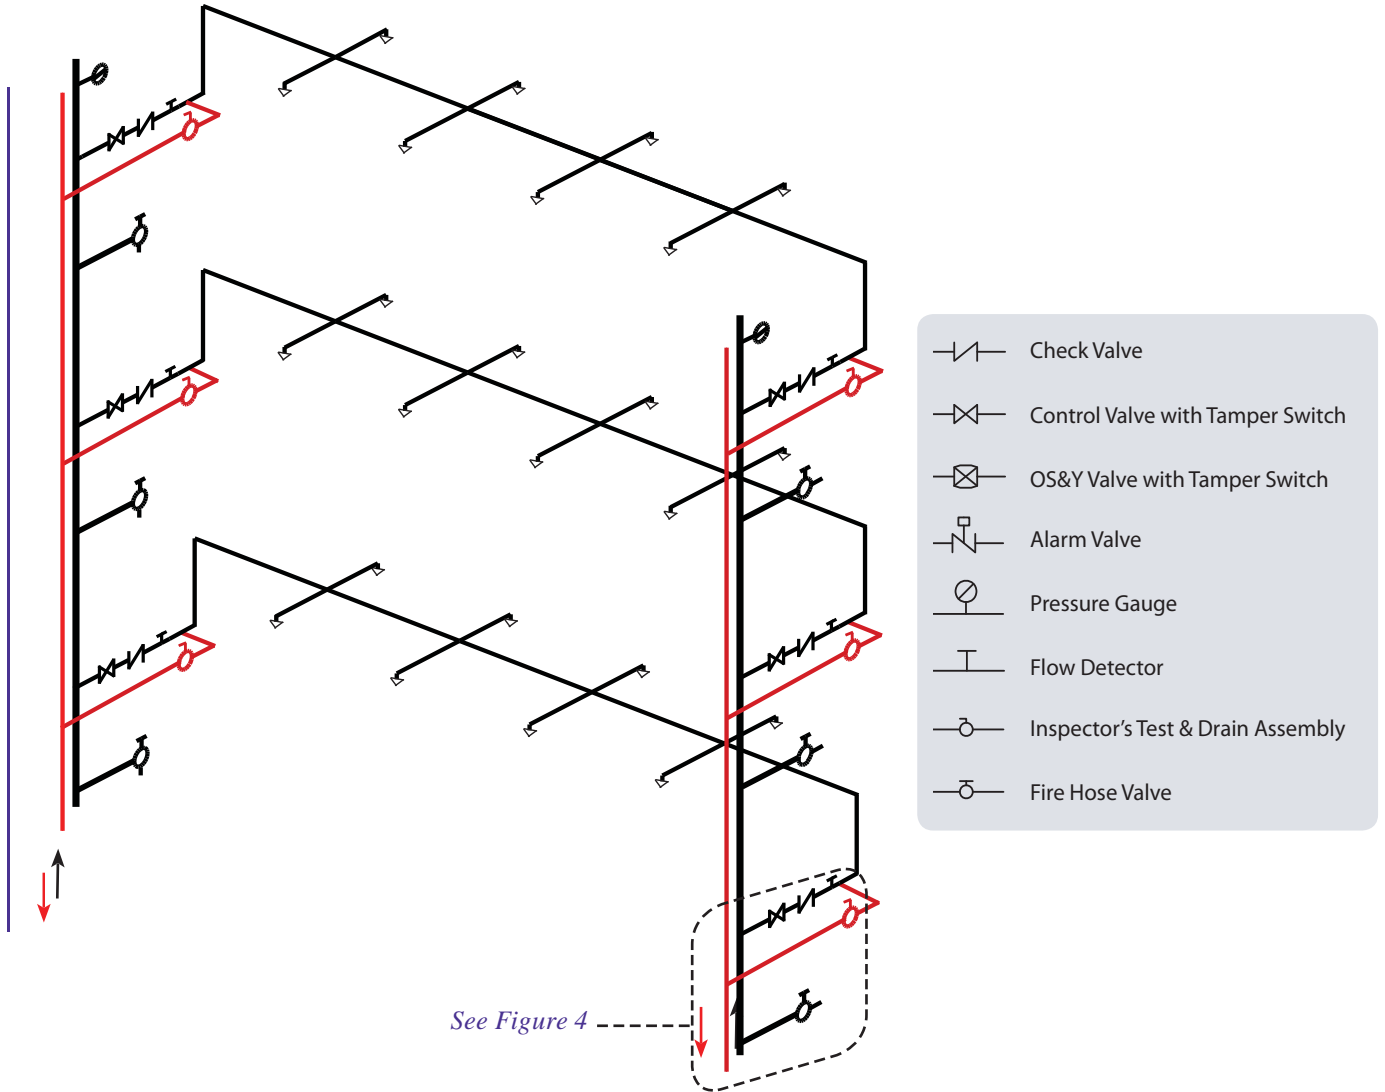 Check Valve
Control Valve with Tamper Switch
OS&Y Valve with Tamper Switch
Alarm Valve
Pressure Gauge
Flow Detector
Inspector’s Test & Drain Assembly
Fire Hose Valve
See Figure 4